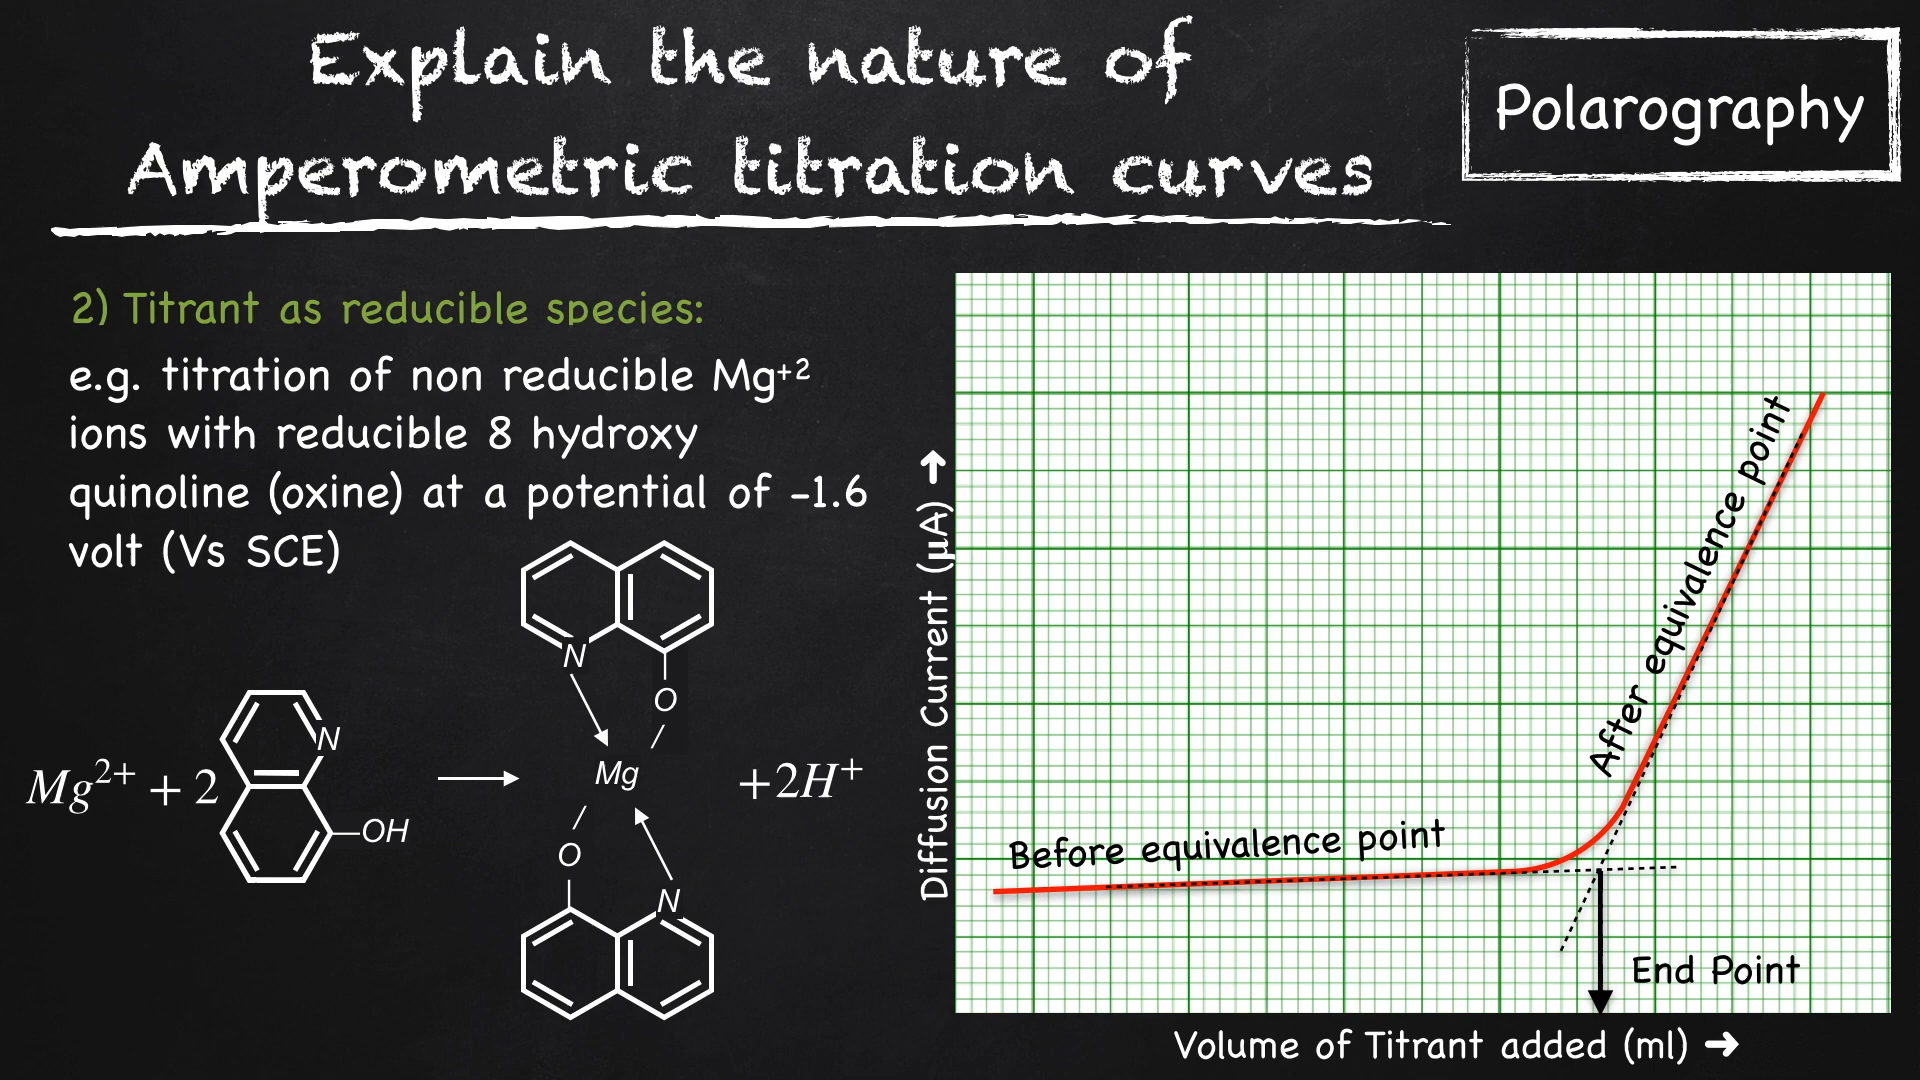 Explain the nature of
Amperometric titration curves
Polarography
2) Titrant as reducible species:
e.g. titration of non reducible Mg⁺²
ions with reducible 8 hydroxy
quinoline (oxine) at a potential of -1.6
volt (Vs SCE)
N
O
Mg²⁺ + 2
N
OH
Mg
+2H⁺
O
N
Diffusion Current (µA) ➜
Before equivalence point
After equivalence point
End Point
Volume of Titrant added (ml) ➜